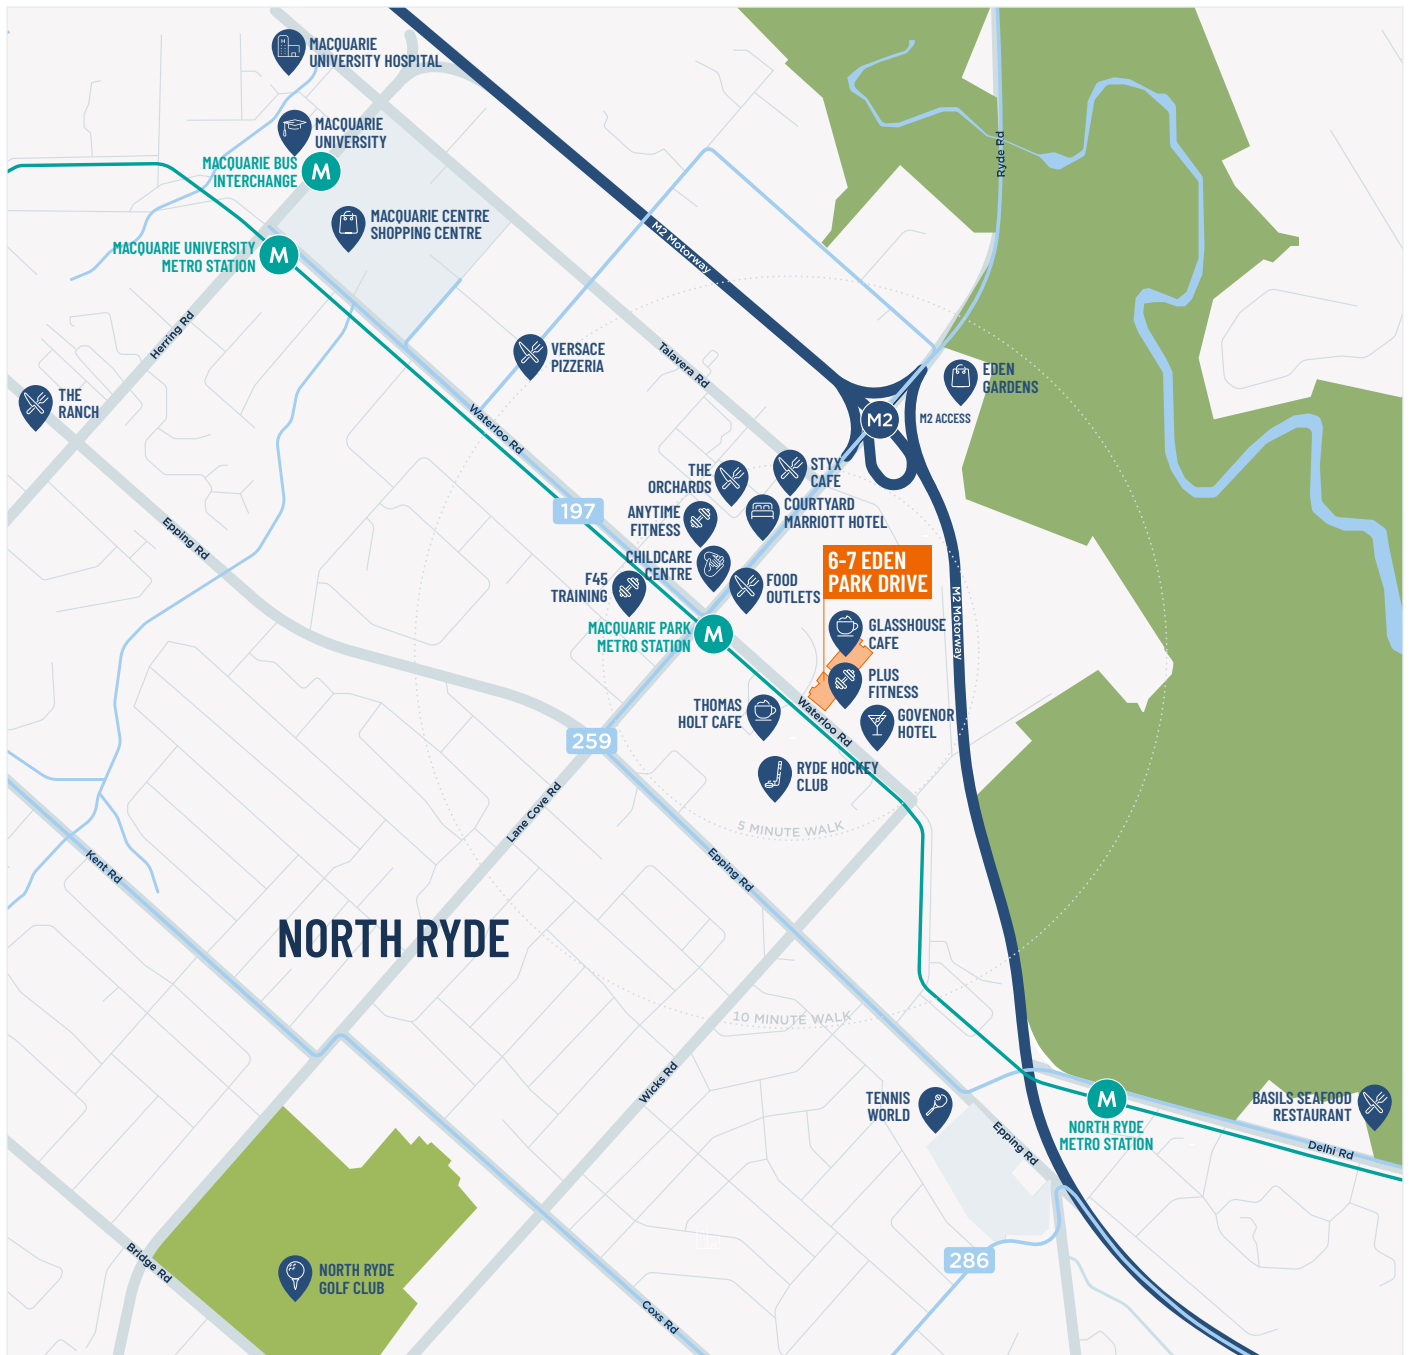 MACQUARIE
UNIVERSITY HOSPITAL
MACQUARIE
UNIVERSITY
MACQUARIE BUS
INTERCHANGE
M
Ryde Rd
MACQUARIE CENTRE
SHOPPING CENTRE
MACQUARIE UNIVERSITY
METRO STATION
M
M2 Motorway
Herring Rd
VERSACE
PIZZERIA
Talavera Rd
EDEN
GARDENS
THE
RANCH
M2
M2 ACCESS
Waterloo Rd
THE
ORCHARDS
STYX
CAFE
197
ANYTIME
FITNESS
COURTYARD
MARRIOTT HOTEL
Epping Rd
CHILDCARE
CENTRE
6-7 EDEN
PARK DRIVE
F45
TRAINING
FOOD
OUTLETS
M2 Motorway
MACQUARIE PARK
METRO STATION
M
GLASSHOUSE
CAFE
PLUS
FITNESS
THOMAS
HOLT CAFE
Waterloo Rd
GOVENOR
HOTEL
259
RYDE HOCKEY
CLUB
Lane Cove Rd
5 MINUTE WALK
Kent Rd
Epping Rd
NORTH RYDE
10 MINUTE WALK
Wicks Rd
TENNIS
WORLD
M
NORTH RYDE
METRO STATION
BASILS SEAFOOD
RESTAURANT
Epping Rd
Delhi Rd
Bridge Rd
NORTH RYDE
GOLF CLUB
286
Coxs Rd